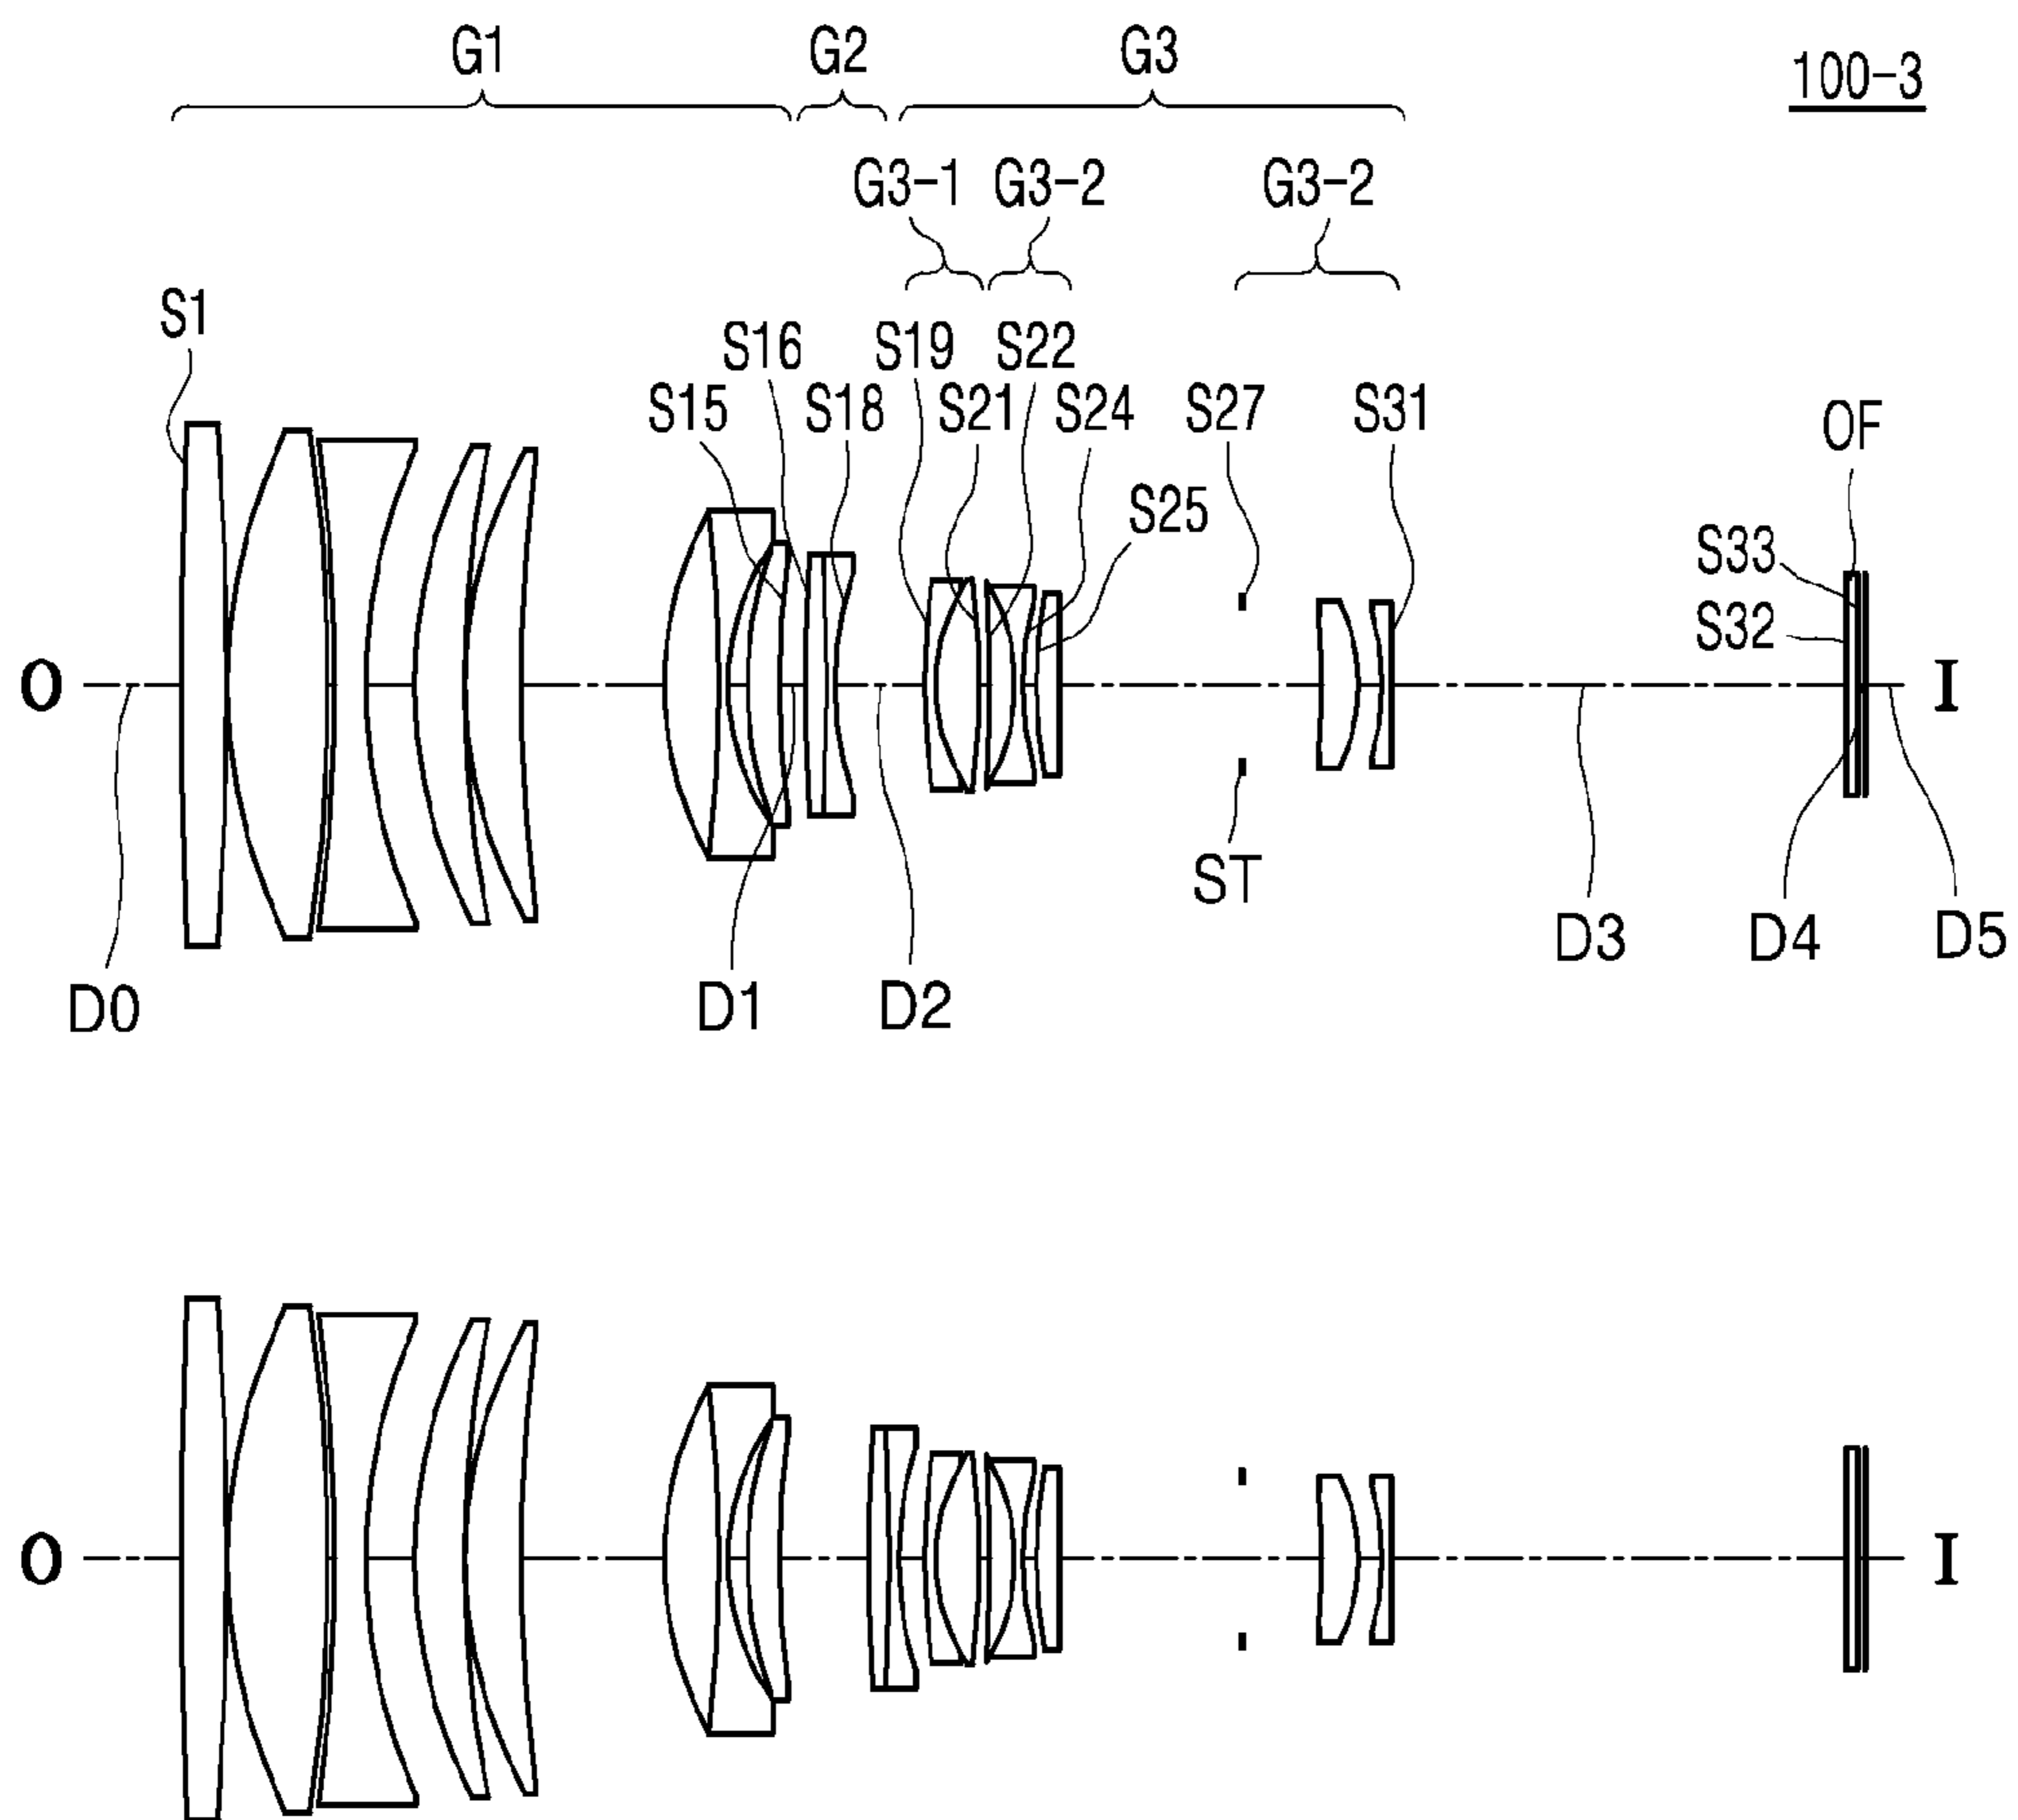 G1 G2 G3
100-3
G3-1 G3-2 G3-2
S1
S16 S19 S22
S15 S18 S21 S24 S27 S31 OF
S25
S33
S32
O I
ST
D3 D4 D5
D0 D1 D2
O I